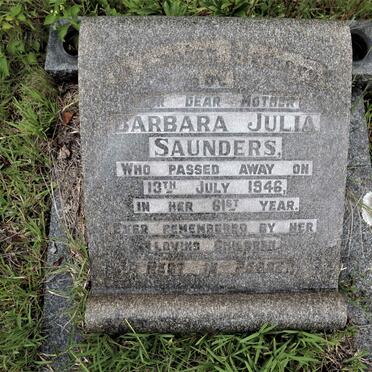 OF
OUR DEAR MOTHER
BARBARA JULIA
SAUNDERS,
WHO PASSED AWAY ON
13TH JULY 1946,
IN HER 61ST YEAR.
EVER REMEMBERED BY HER
LOVING CHILDREN.
AT REST IN PEACE.